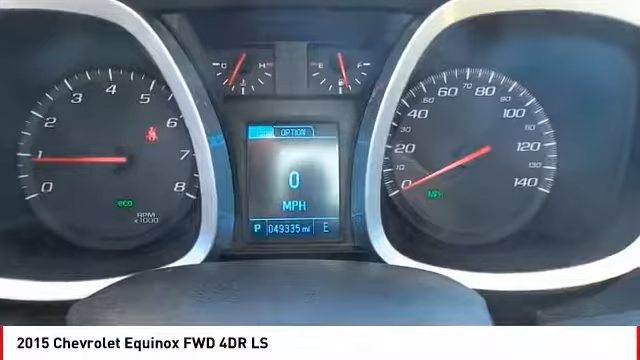 C H E F
OPTION
0
MPH
P 049335 mi E
0 1 2 3 4 5 6 7 8
eco
RPM
x1000
0 10 20 30 40 50 60 70 80 90 100 110 120 130 140
MPH
2015 Chevrolet Equinox FWD 4DR LS